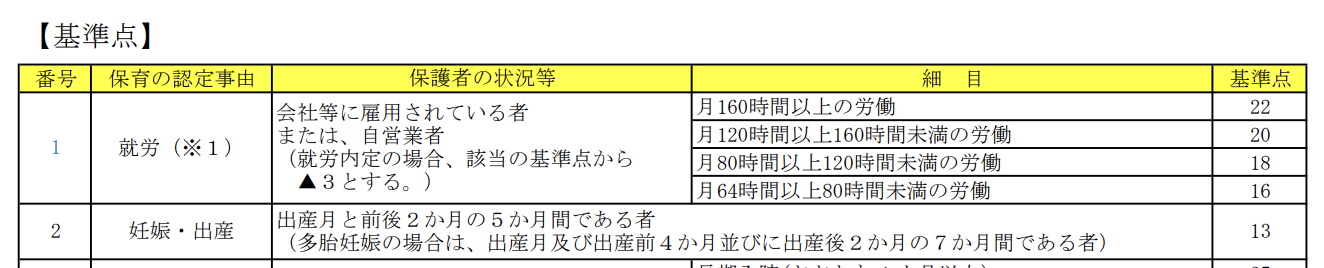 【基準点】
番号 保育の認定事由 保護者の状況等 細　目 基準点
1 就労（※１） 会社等に雇用されている者
または、自営業者
（就労内定の場合、該当の基準点から
▲３とする。）
月160時間以上の労働 22
月120時間以上160時間未満の労働 20
月80時間以上120時間未満の労働 18
月64時間以上80時間未満の労働 16
2 妊娠・出産 出産月と前後２か月の５か月間である者
（多胎妊娠の場合は、出産月及び出産前４か月並びに出産後２か月の７か月間である者） 13